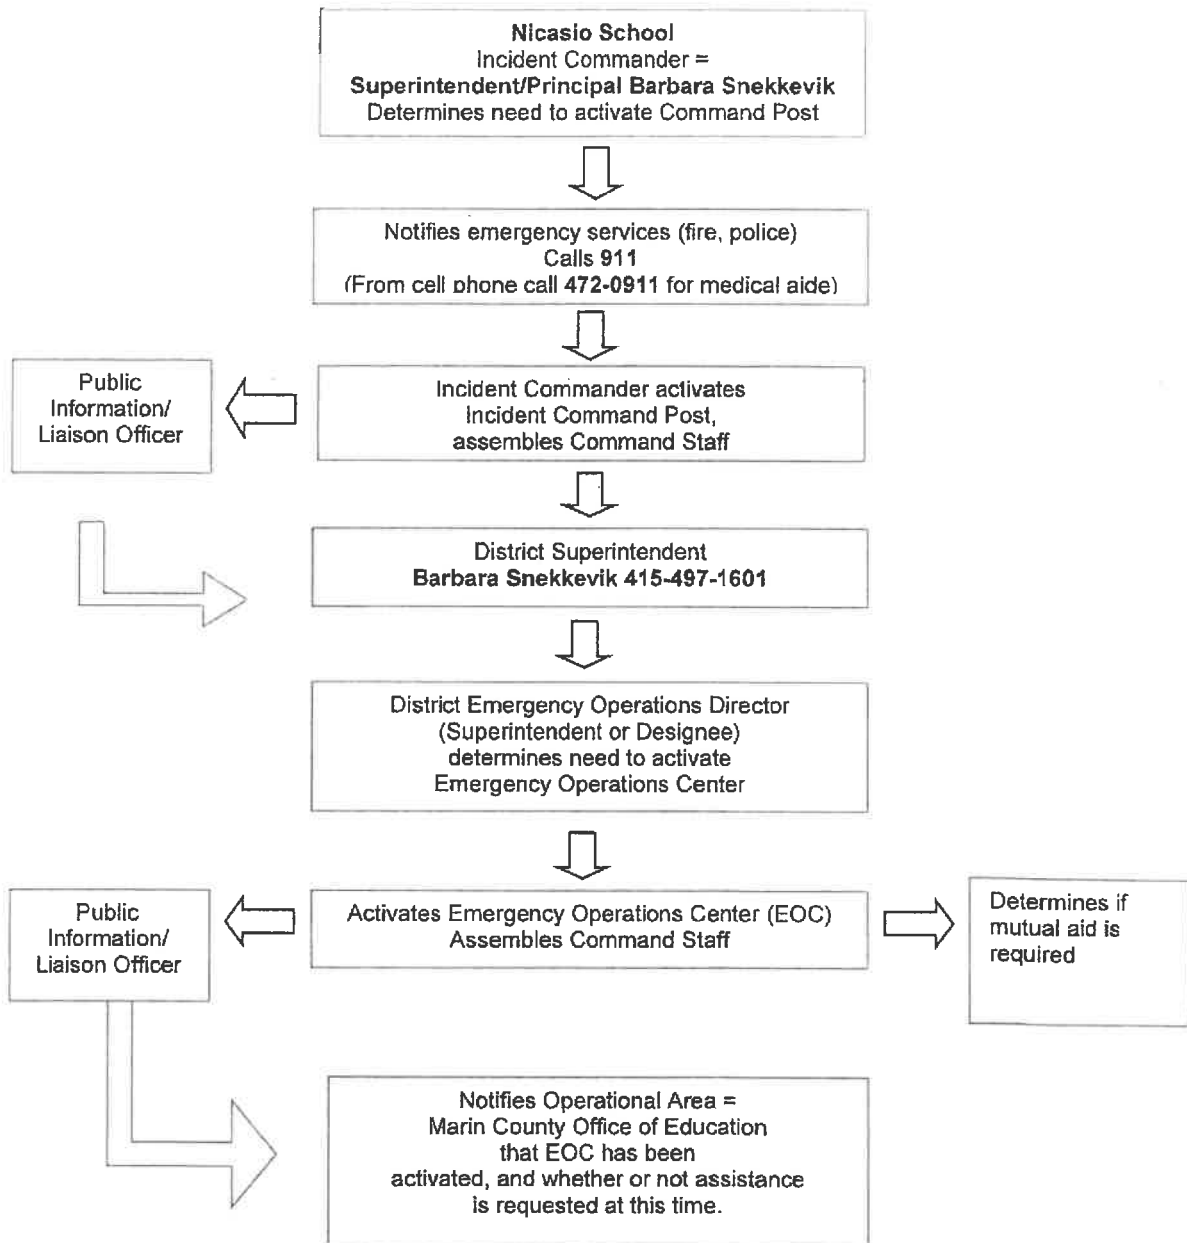 Nicasio School
Incident Commander =
Superintendent/Principal Barbara Snekkevik
Determines need to activate Command Post
Notifies emergency services (fire, police)
Calls 911
(From cell phone call 472-0911 for medical aide)
Public
Information/
Liaison Officer
Incident Commander activates
Incident Command Post,
assembles Command Staff
District Superintendent
Barbara Snekkevik 415-497-1601
District Emergency Operations Director
(Superintendent or Designee)
determines need to activate
Emergency Operations Center
Public
Information/
Liaison Officer
Activates Emergency Operations Center (EOC)
Assembles Command Staff
Determines if
mutual aid is
required
Notifies Operational Area =
Marin County Office of Education
that EOC has been
activated, and whether or not assistance
is requested at this time.